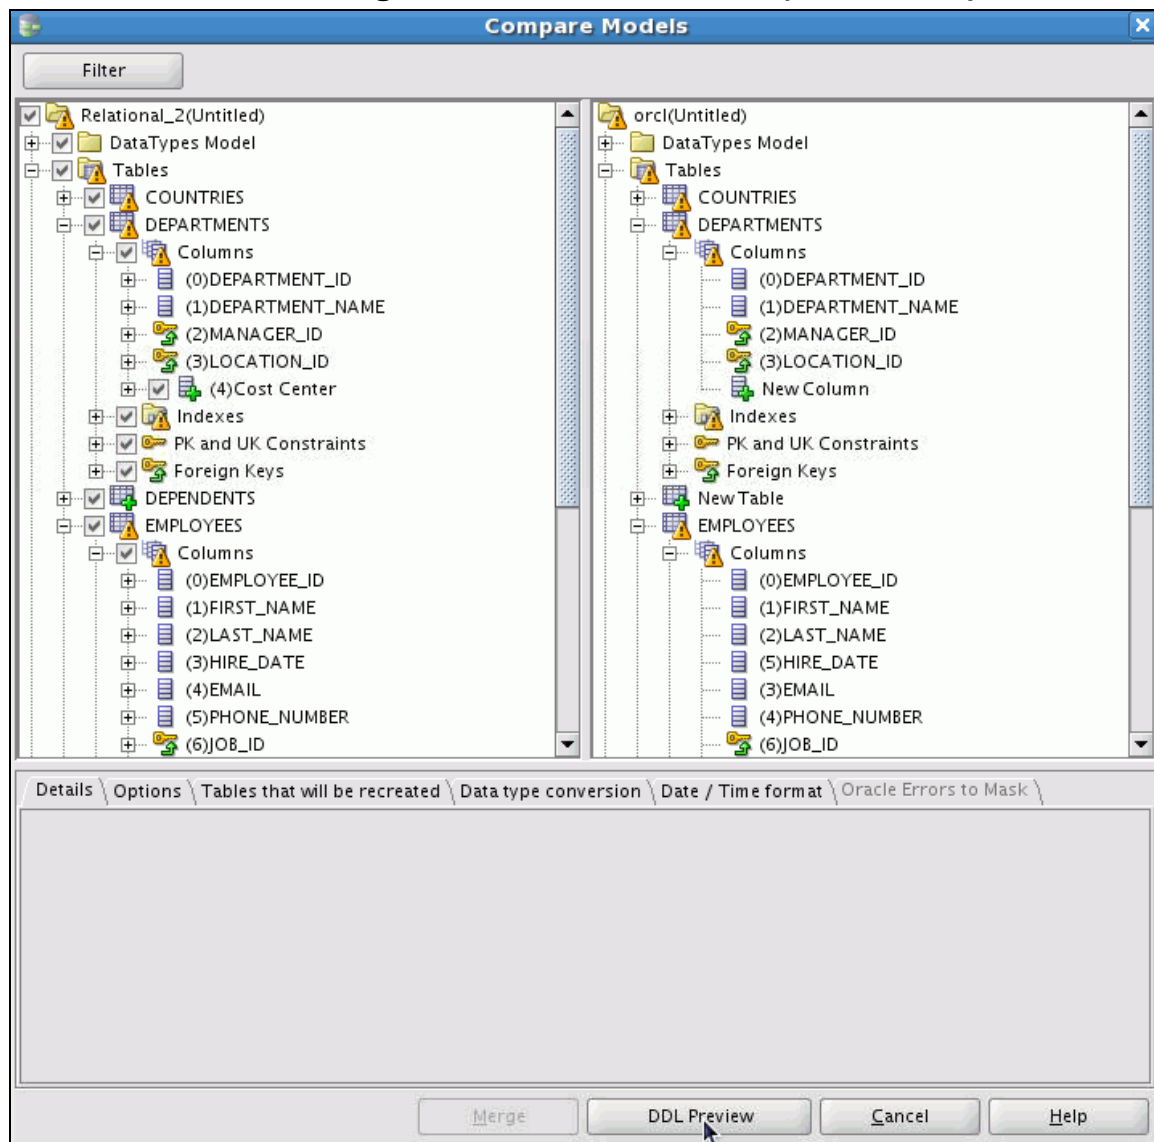 Compare Models
Filter
Relational_2(Untitled)
DataTypes Model
Tables
COUNTRIES
DEPARTMENTS
Columns
(0)DEPARTMENT_ID
(1)DEPARTMENT_NAME
(2)MANAGER_ID
(3)LOCATION_ID
(4)Cost Center
Indexes
PK and UK Constraints
Foreign Keys
DEPENDENTS
EMPLOYEES
Columns
(0)EMPLOYEE_ID
(1)FIRST_NAME
(2)LAST_NAME
(3)HIRE_DATE
(4)EMAIL
(5)PHONE_NUMBER
(6)JOB_ID
orcl(Untitled)
DataTypes Model
Tables
COUNTRIES
DEPARTMENTS
Columns
(0)DEPARTMENT_ID
(1)DEPARTMENT_NAME
(2)MANAGER_ID
(3)LOCATION_ID
New Column
Indexes
PK and UK Constraints
Foreign Keys
New Table
EMPLOYEES
Columns
(0)EMPLOYEE_ID
(1)FIRST_NAME
(2)LAST_NAME
(5)HIRE_DATE
(3)EMAIL
(4)PHONE_NUMBER
(6)JOB_ID
Details Options Tables that will be recreated Data type conversion Date / Time format Oracle Errors to Mask
Merge DDL Preview Cancel Help